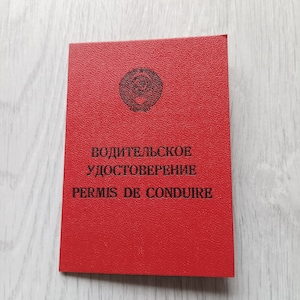 ВОДИТЕЛЬСКОЕ
УДОСТОВЕРЕНИЕ
PERMIS DE CONDUIRE